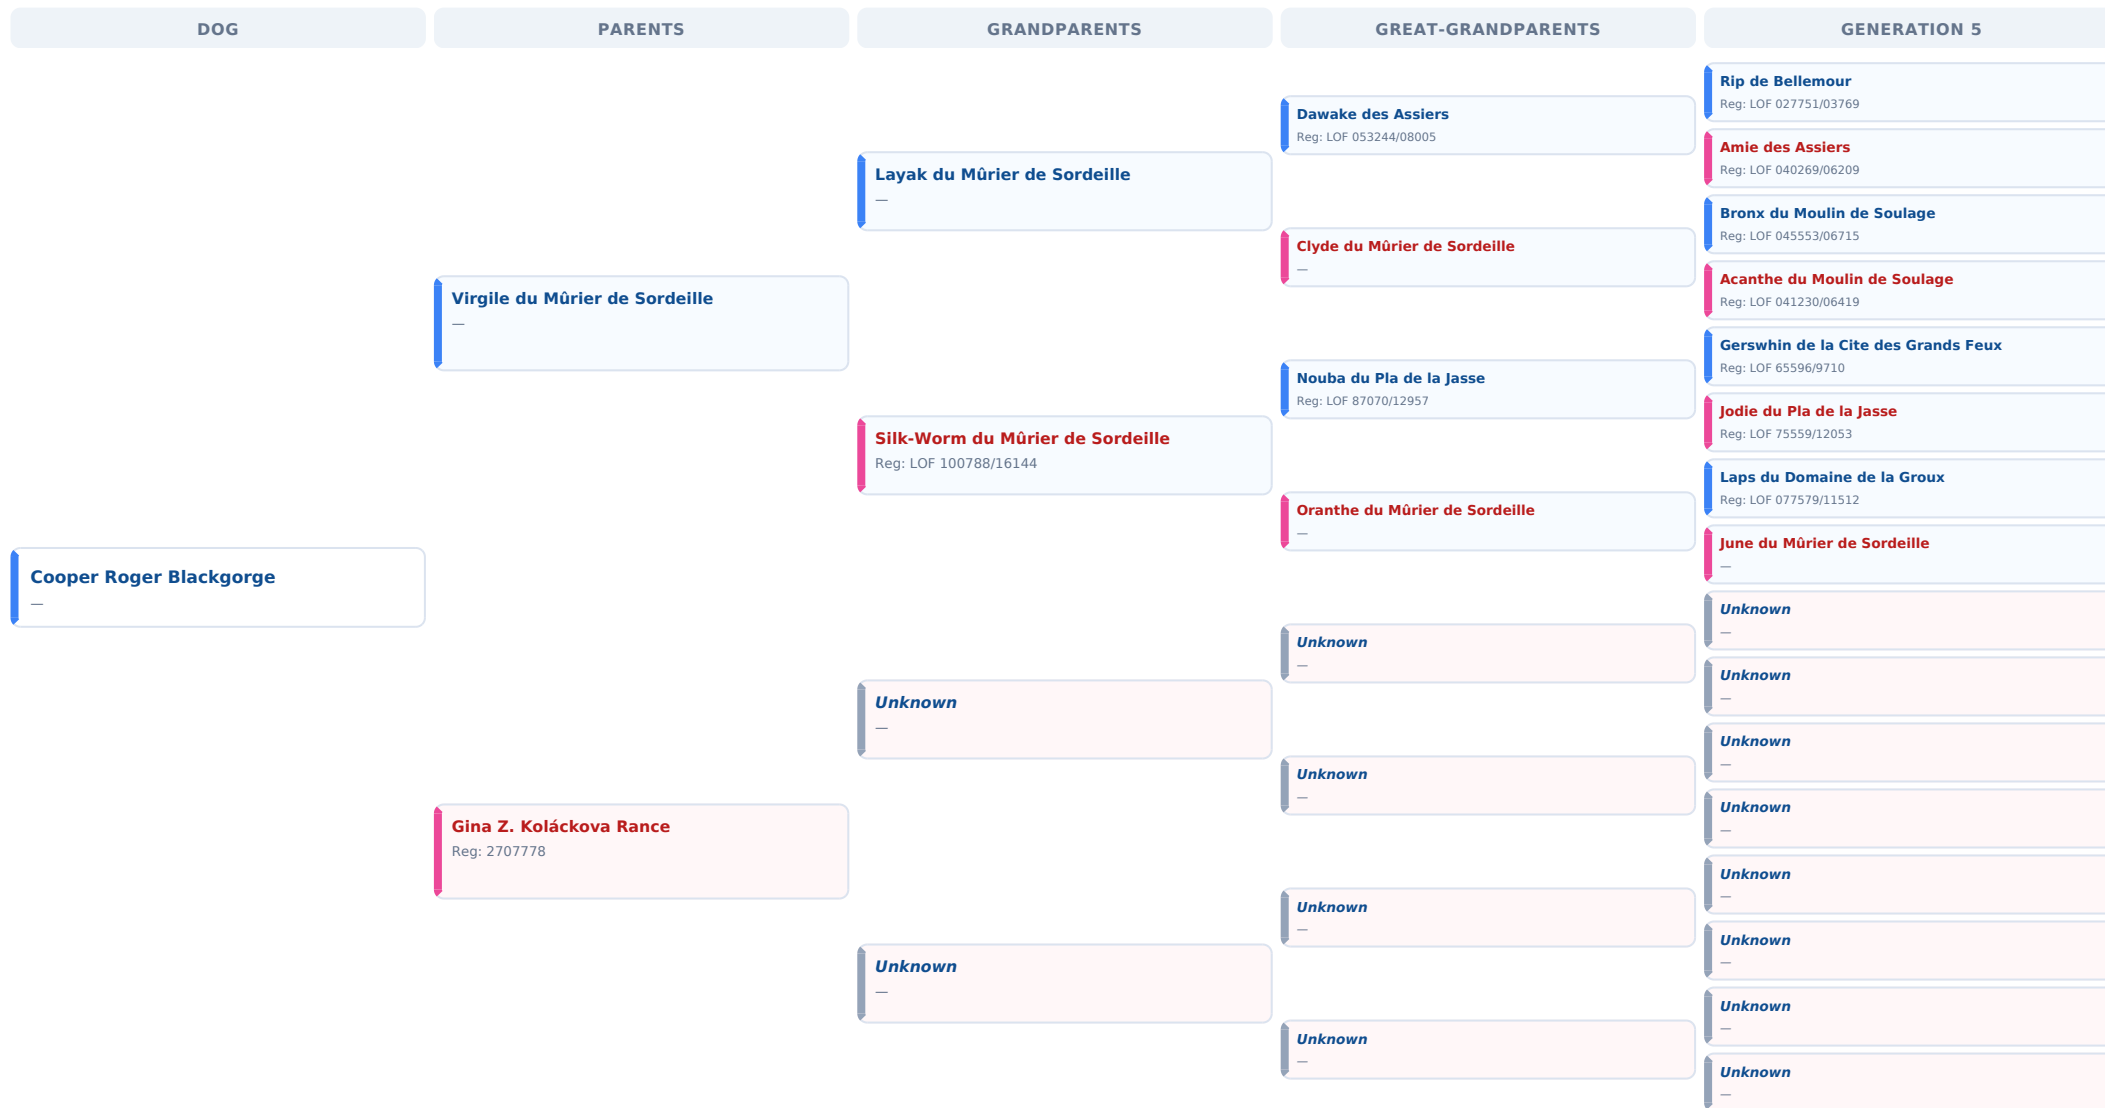 DOG
PARENTS
GRANDPARENTS
GREAT-GRANDPARENTS
GENERATION 5
Cooper Roger Blackgorge
—
Virgile du Mûrier de Sordeille
—
Gina Z. Koláckova Rance
Reg: 2707778
Layak du Mûrier de Sordeille
—
Silk-Worm du Mûrier de Sordeille
Reg: LOF 100788/16144
Unknown
—
Unknown
—
Dawake des Assiers
Reg: LOF 053244/08005
Clyde du Mûrier de Sordeille
—
Nouba du Pla de la Jasse
Reg: LOF 87070/12957
Oranthe du Mûrier de Sordeille
—
Unknown
—
Unknown
—
Unknown
—
Unknown
—
Rip de Bellemour
Reg: LOF 027751/03769
Amie des Assiers
Reg: LOF 040269/06209
Bronx du Moulin de Soulage
Reg: LOF 045553/06715
Acanthe du Moulin de Soulage
Reg: LOF 041230/06419
Gerswhin de la Cite des Grands Feux
Reg: LOF 65596/9710
Jodie du Pla de la Jasse
Reg: LOF 75559/12053
Laps du Domaine de la Groux
Reg: LOF 077579/11512
June du Mûrier de Sordeille
—
Unknown
—
Unknown
—
Unknown
—
Unknown
—
Unknown
—
Unknown
—
Unknown
—
Unknown
—